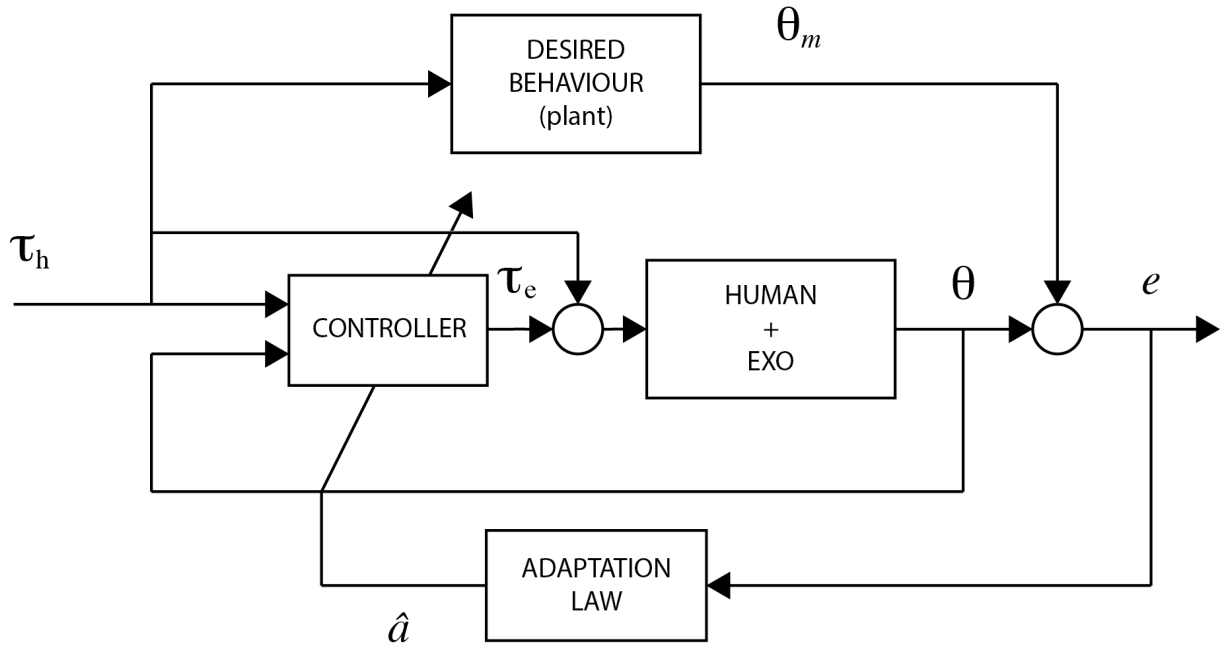 θm
DESIRED
BEHAVIOUR
(plant)
τh
τe
θ
e
CONTROLLER
HUMAN
+
EXO
ADAPTATION
LAW
â